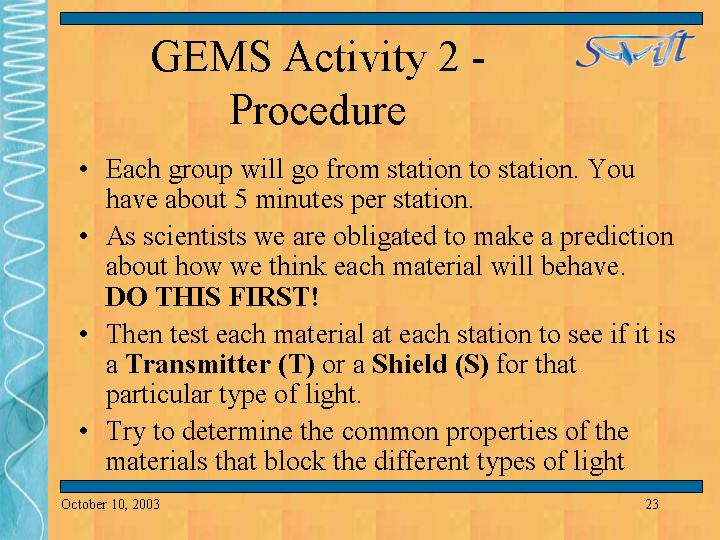 GEMS Activity 2 -
Procedure
Swift
• Each group will go from station to station. You
have about 5 minutes per station.
• As scientists we are obligated to make a prediction
about how we think each material will behave.
DO THIS FIRST!
• Then test each material at each station to see if it is
a Transmitter (T) or a Shield (S) for that
particular type of light.
• Try to determine the common properties of the
materials that block the different types of light
October 10, 2003
23